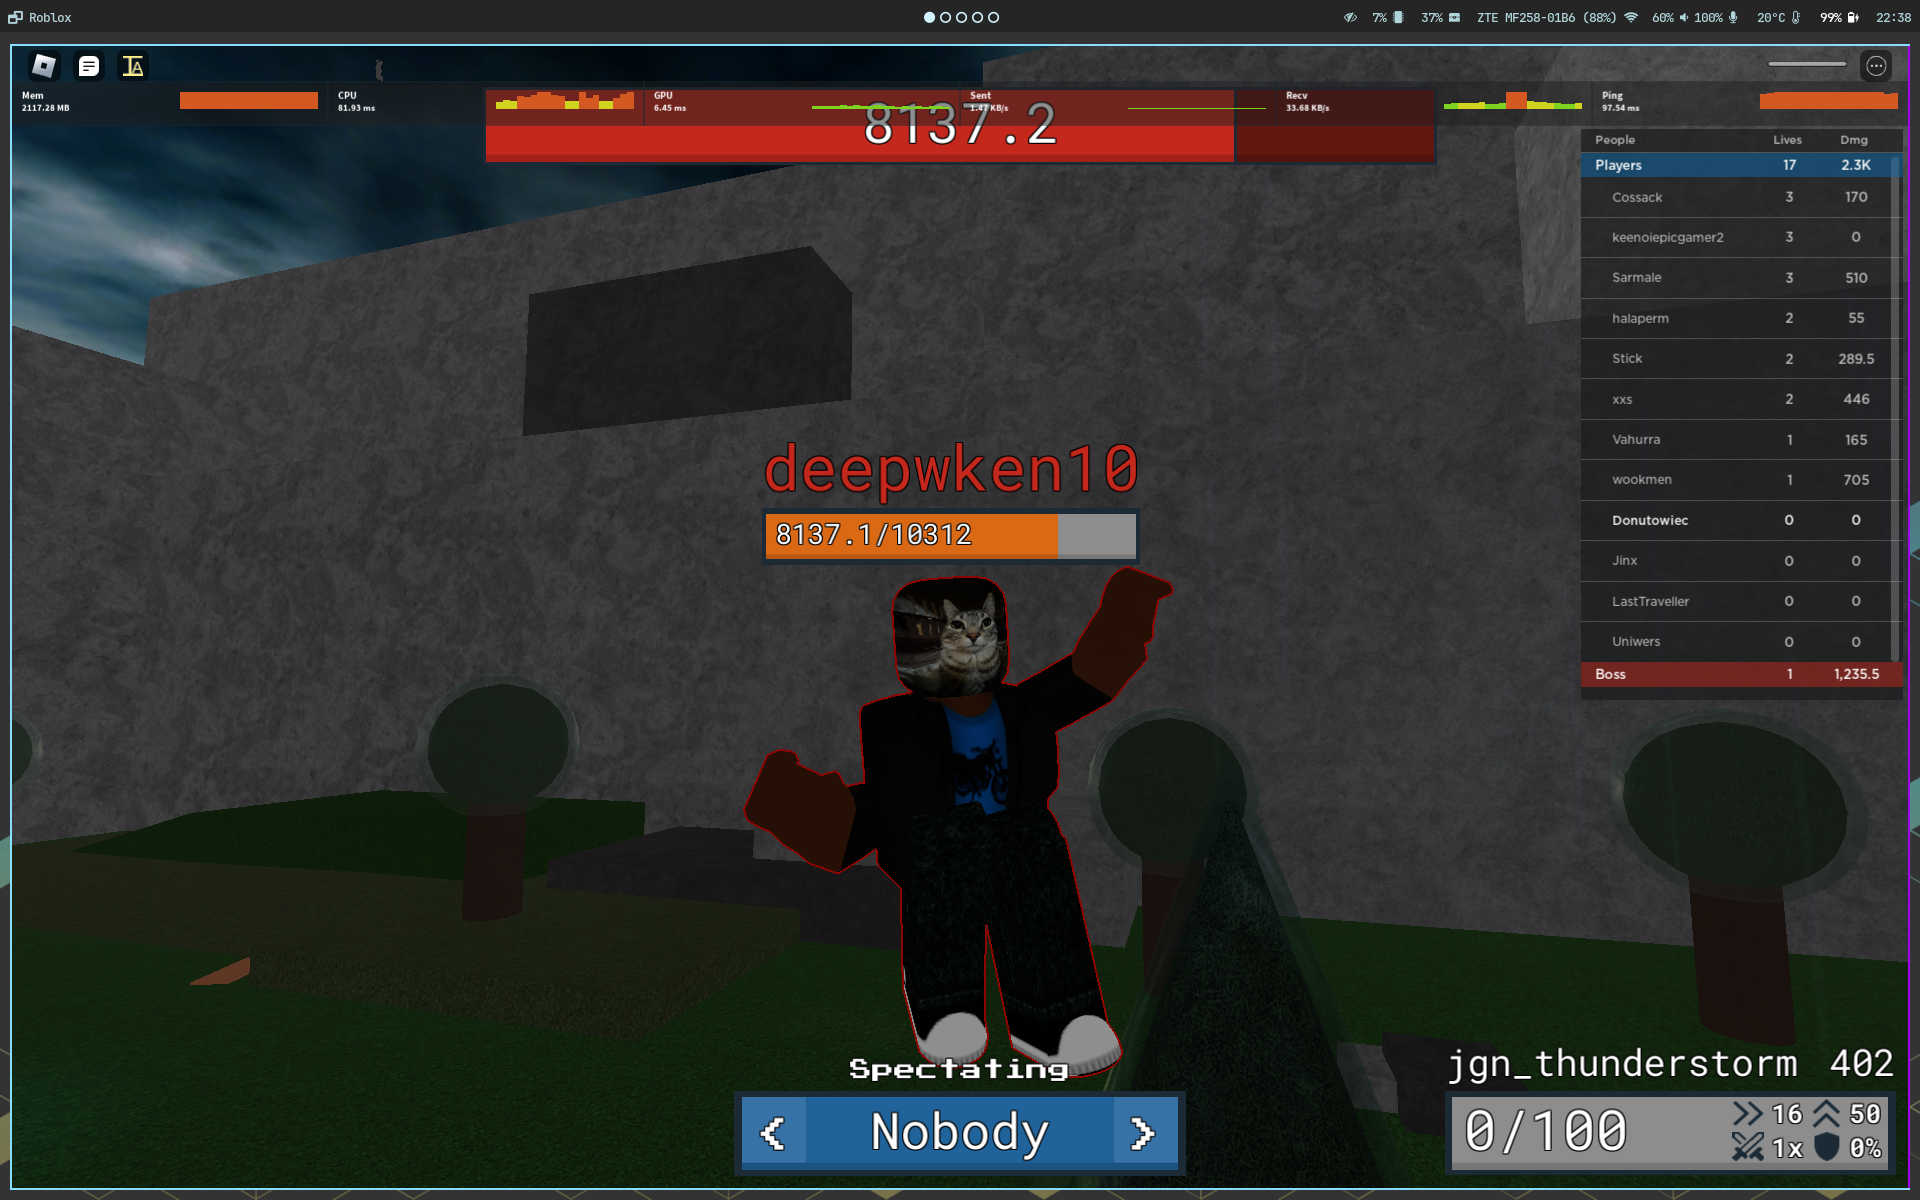 Roblox
7% 37% ZTE MF258-01B6 (88%) 60% 100% 20°C 99% 22:38
Mem
2117.28 MB
CPU
81.93 ms
GPU
6.45 ms
Sent
1.47 KB/s
Recv
33.68 KB/s
Ping
97.54 ms
8137.2
People Lives Dmg
Players 17 2.3K
Cossack 3 170
keenoiepicgamer2 3 0
Sarmale 3 510
halaperm 2 55
Stick 2 289.5
xxs 2 446
Vahurra 1 165
wookmen 1 705
Donutowiec 0 0
Jinx 0 0
LastTraveller 0 0
Uniwers 0 0
Boss 1 1,235.5
deepwken10
8137.1/10312
Spectating
Nobody
jgn_thunderstorm 402
0/100
16 50
1x 0%